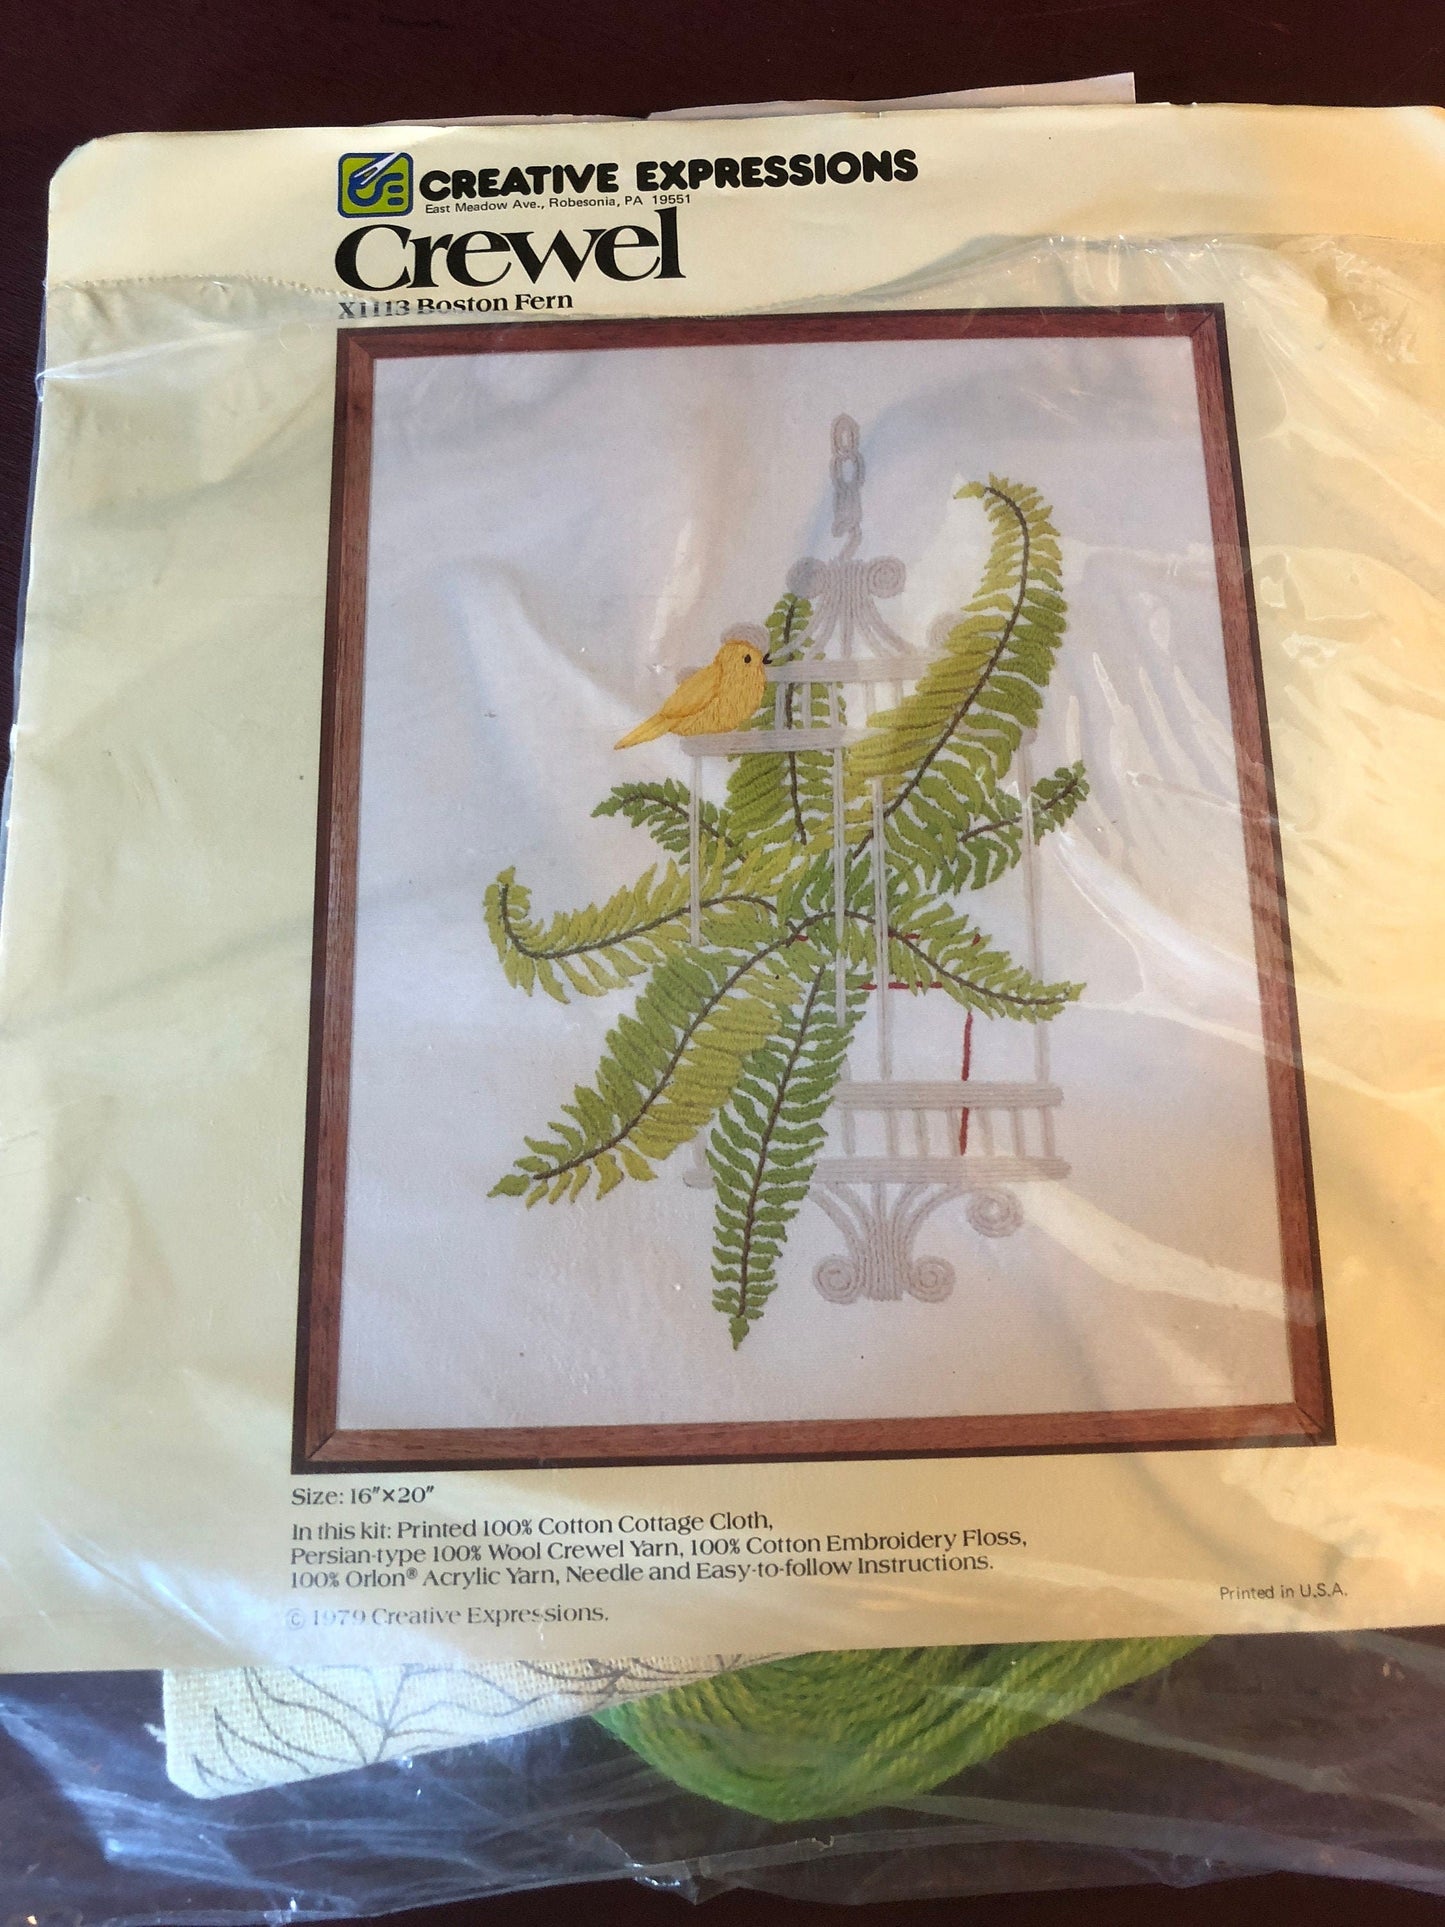 CREATIVE EXPRESSIONS
East Meadow Ave., Robesonia, PA 19551
Crewel
X1113 Boston Fern
Size: 16"×20"
In this kit: Printed 100% Cotton Cottage Cloth,
Persian-type 100% Wool Crewel Yarn, 100% Cotton Embroidery Floss,
100% Orlon® Acrylic Yarn, Needle and Easy-to-follow Instructions.
© 1979 Creative Expressions.
Printed in U.S.A.